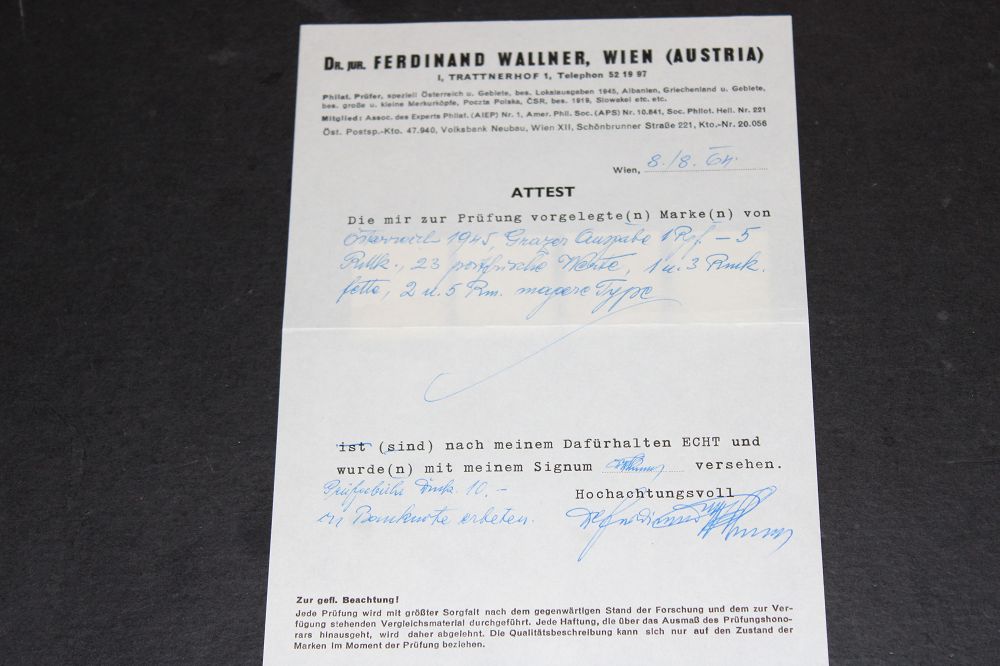 DR. JUR. FERDINAND WALLNER, WIEN (AUSTRIA)
I, TRATTNERHOF 1, Telephon 52 19 97
Philat. Prüfer, speziell Österreich u. Gebiete, bes. Lokalausgaben 1945, Albanien, Griechenland u. Gebiete,
bes. große u. kleine Merkurköpfe, Poczta Polska, ČSR, bes. 1919, Slowakei etc. etc.
Mitglied: Assoc. des Experts Philat. (AIEP) Nr. 1, Amer. Phil. Soc. (APS) Nr. 10.841, Soc. Philot. Hell. Nr. 221
Öst. Postsp.-Kto. 47.940, Volksbank Neubau, Wien XII, Schönbrunner Straße 221, Kto.-Nr. 20.056
Wien, 8./8. 64.
ATTEST
Die mir zur Prüfung vorgelegte(n) Marke(n) von
Österreich 1945, Grazer Ausgabe 1 Rpf. – 5
Rmk., 23 postfrische Werte, 1 u. 3 Rmk.
fette, 2 u. 5 Rm. magere Type
ist (sind) nach meinem Dafürhalten ECHT und
wurde(n) mit meinem Signum versehen.
Hochachtungsvoll
10.–
in Banknote erbeten.
Zur gefl. Beachtung!
Jede Prüfung wird mit größter Sorgfalt nach dem gegenwärtigen Stand der Forschung und dem zur Ver-
fügung stehenden Vergleichsmaterial durchgeführt. Jede Haftung, die über das Ausmaß des Prüfungshono-
rars hinausgeht, wird daher abgelehnt. Die Qualitätsbeschreibung kann sich nur auf den Zustand der
Marken im Moment der Prüfung beziehen.